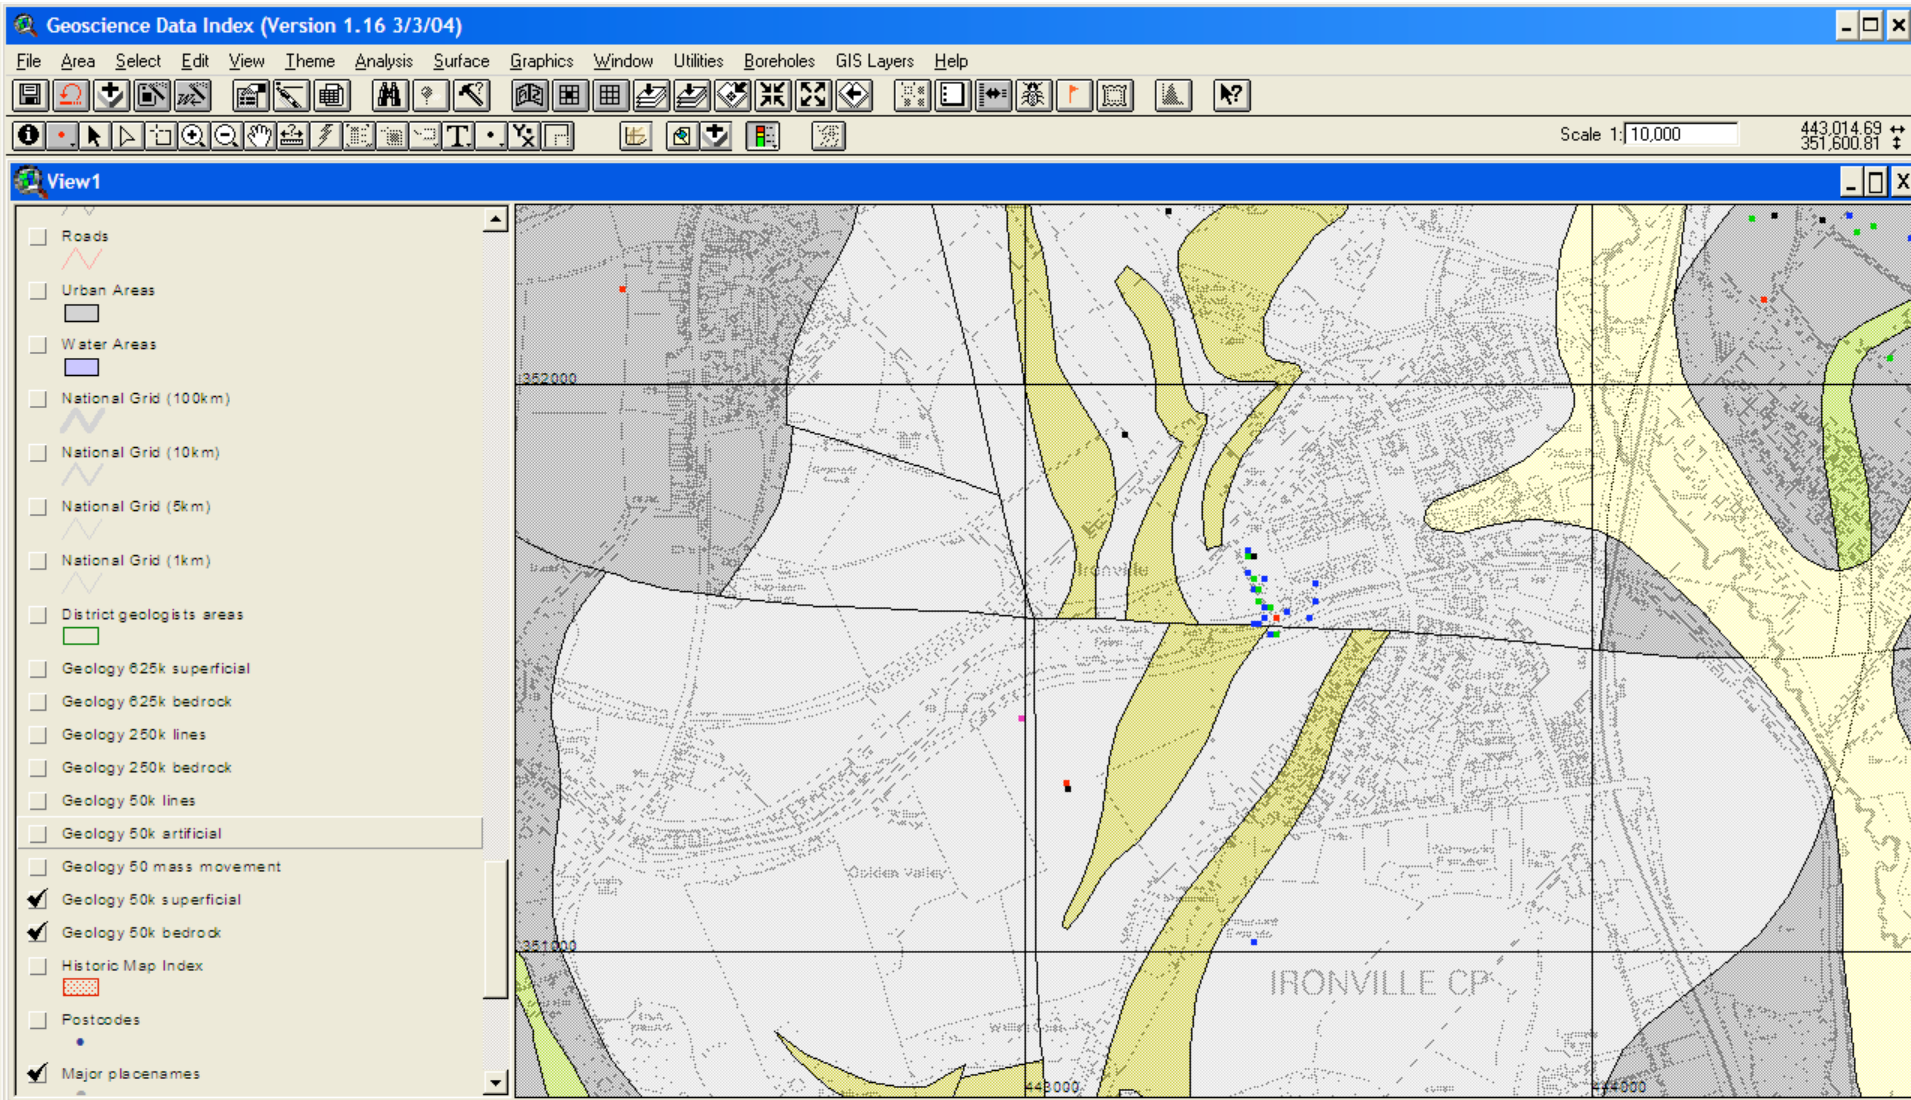 Geoscience Data Index (Version 1.16 3/3/04)
File Area Select Edit View Theme Analysis Surface Graphics Window Utilities Boreholes GIS Layers Help
Scale 1: 10,000
443,014.69
351,600.81
View1
Roads
Urban Areas
Water Areas
National Grid (100km)
National Grid (10km)
National Grid (5km)
National Grid (1km)
District geologists areas
Geology 625k superficial
Geology 625k bedrock
Geology 250k lines
Geology 250k bedrock
Geology 50k lines
Geology 50k artificial
Geology 50 mass movement
Geology 50k superficial
Geology 50k bedrock
Historic Map Index
Postcodes
Major placenames
352000
Ironville
Golden Valley
351000
IRONVILLE CP
443000
444000